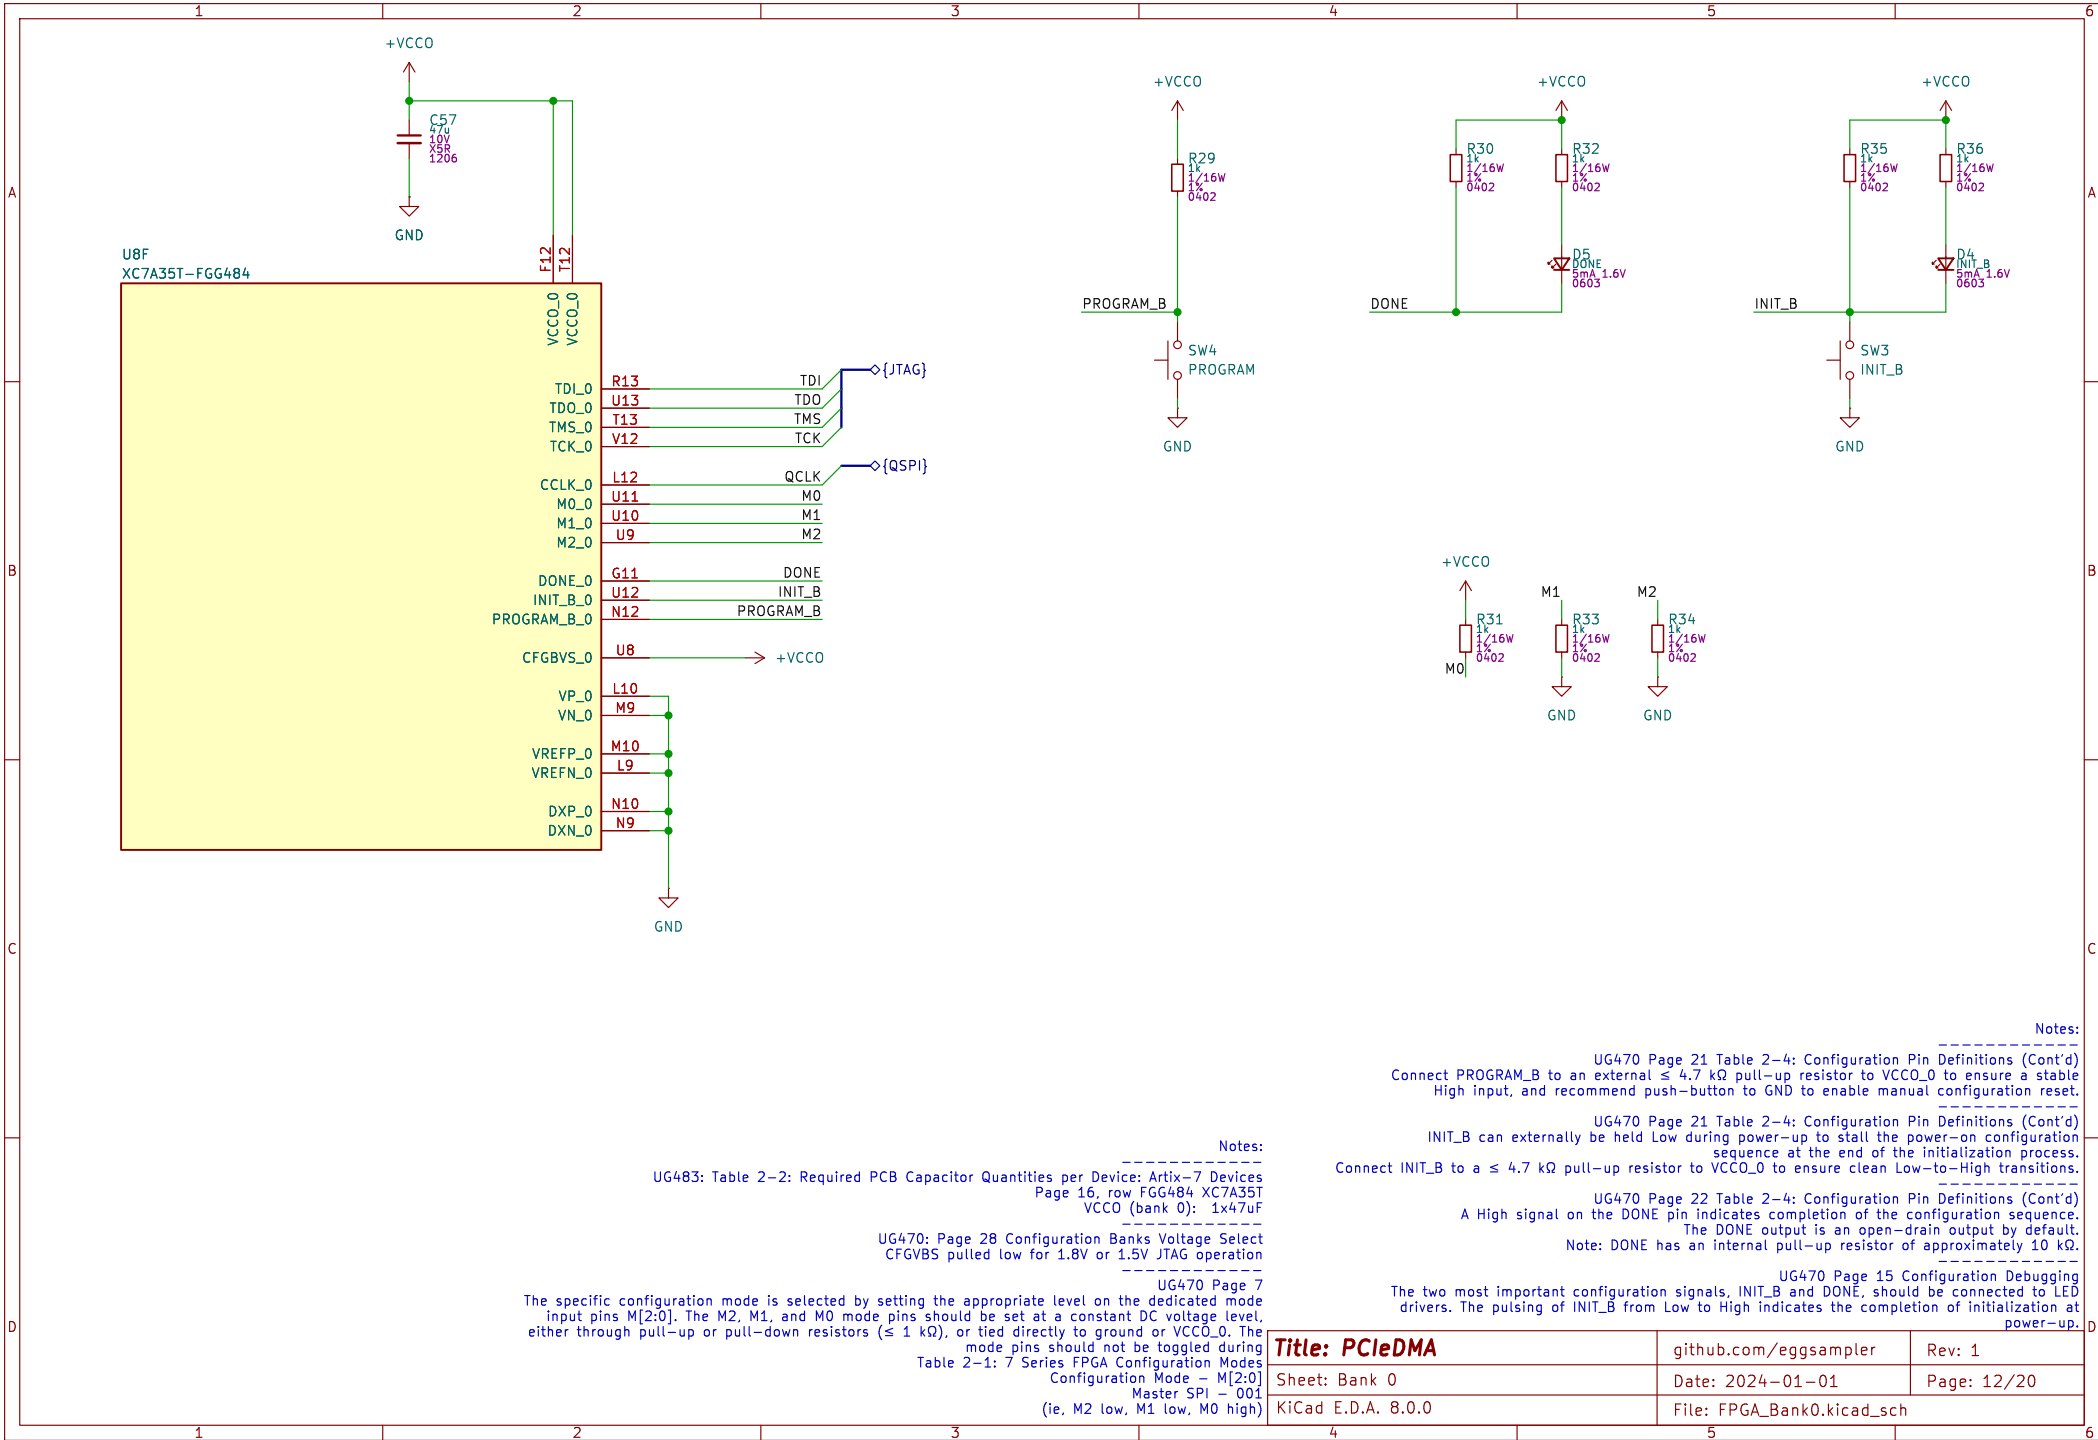 1 2 3 4 5 6
A B C D
A B C D
1 2 3 4 5 6
+VCCO
C57
47u
10V
X5R
1206
GND
U8F
XC7A35T-FGG484
F12
T12
VCCO_0
VCCO_0
TDI_0 R13 TDI
TDO_0 U13 TDO
TMS_0 T13 TMS
TCK_0 V12 TCK
{JTAG}
CCLK_0 L12 QCLK
{QSPI}
M0_0 U11 M0
M1_0 U10 M1
M2_0 U9 M2
DONE_0 G11 DONE
INIT_B_0 U12 INIT_B
PROGRAM_B_0 N12 PROGRAM_B
CFGBVS_0 U8 +VCCO
VP_0 L10
VN_0 M9
VREFP_0 M10
VREFN_0 L9
DXP_0 N10
DXN_0 N9
GND
+VCCO
R29
1k
1/16W
1%
0402
PROGRAM_B
SW4
PROGRAM
GND
+VCCO
R30
1k
1/16W
1%
0402
R32
1k
1/16W
1%
0402
D5
DONE
5mA 1.6V
0603
DONE
+VCCO
R35
1k
1/16W
1%
0402
R36
1k
1/16W
1%
0402
D4
INIT_B
5mA 1.6V
0603
INIT_B
SW3
INIT_B
GND
+VCCO
R31
1k
1/16W
1%
0402
M0
M1
R33
1k
1/16W
1%
0402
GND
M2
R34
1k
1/16W
1%
0402
GND
Notes:
------------
UG483: Table 2-2: Required PCB Capacitor Quantities per Device: Artix-7 Devices
Page 16, row FGG484 XC7A35T
VCCO (bank 0):  1x47uF
------------
UG470: Page 28 Configuration Banks Voltage Select
CFGVBS pulled low for 1.8V or 1.5V JTAG operation
------------
UG470 Page 7
The specific configuration mode is selected by setting the appropriate level on the dedicated mode
input pins M[2:0]. The M2, M1, and M0 mode pins should be set at a constant DC voltage level,
either through pull-up or pull-down resistors (≤ 1 kΩ), or tied directly to ground or VCCO_0. The
mode pins should not be toggled during
Table 2-1: 7 Series FPGA Configuration Modes
Configuration Mode - M[2:0]
Master SPI - 001
(ie, M2 low, M1 low, M0 high)
Notes:
------------
UG470 Page 21 Table 2-4: Configuration Pin Definitions (Cont'd)
Connect PROGRAM_B to an external ≤ 4.7 kΩ pull-up resistor to VCCO_0 to ensure a stable
High input, and recommend push-button to GND to enable manual configuration reset.
------------
UG470 Page 21 Table 2-4: Configuration Pin Definitions (Cont'd)
INIT_B can externally be held Low during power-up to stall the power-on configuration
sequence at the end of the initialization process.
Connect INIT_B to a ≤ 4.7 kΩ pull-up resistor to VCCO_0 to ensure clean Low-to-High transitions.
------------
UG470 Page 22 Table 2-4: Configuration Pin Definitions (Cont'd)
A High signal on the DONE pin indicates completion of the configuration sequence.
The DONE output is an open-drain output by default.
Note: DONE has an internal pull-up resistor of approximately 10 kΩ.
------------
UG470 Page 15 Configuration Debugging
The two most important configuration signals, INIT_B and DONE, should be connected to LED
drivers. The pulsing of INIT_B from Low to High indicates the completion of initialization at
power-up.
Title: PCIeDMA
github.com/eggsampler
Rev: 1
Sheet: Bank 0
Date: 2024-01-01
Page: 12/20
KiCad E.D.A. 8.0.0
File: FPGA_Bank0.kicad_sch